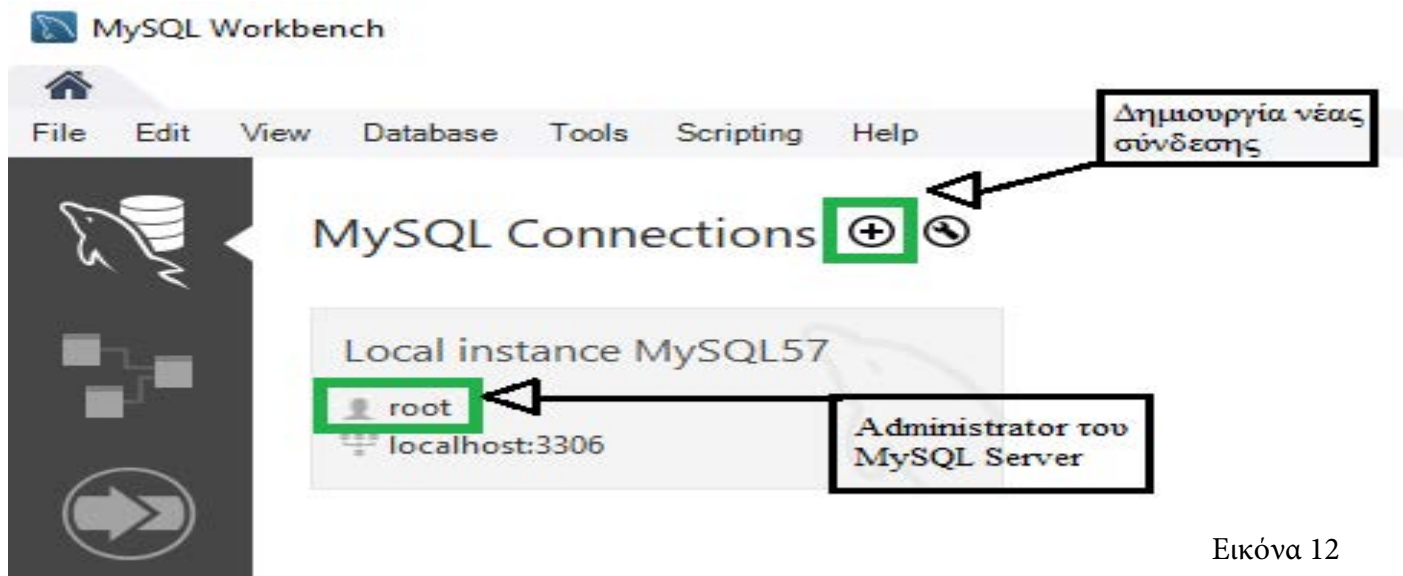 MySQL Workbench
File Edit View Database Tools Scripting Help
Δημιουργία νέας
σύνδεσης
MySQL Connections
Local instance MySQL57
root
localhost:3306
Administrator του
MySQL Server
Εικόνα 12